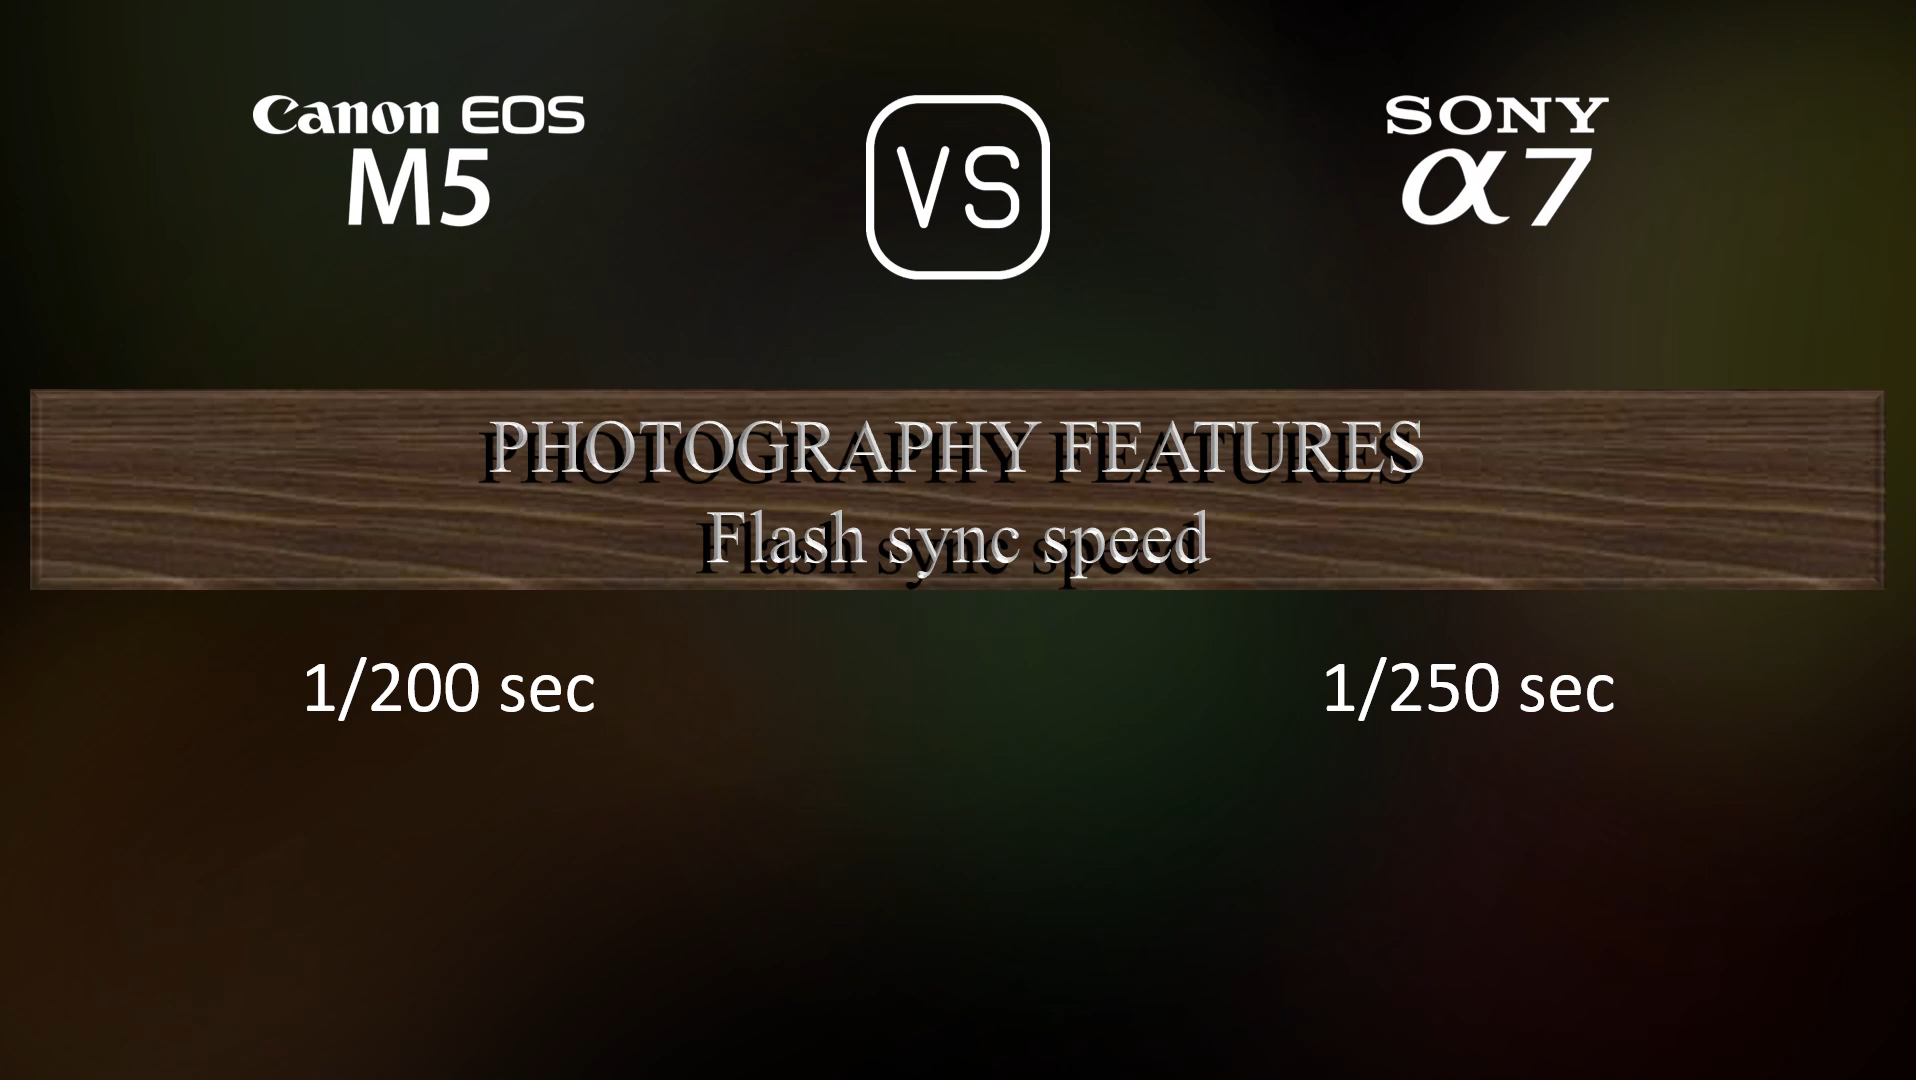 Canon EOS
M5
VS
SONY
α7
PHOTOGRAPHY FEATURES
Flash sync speed
1/200 sec
1/250 sec